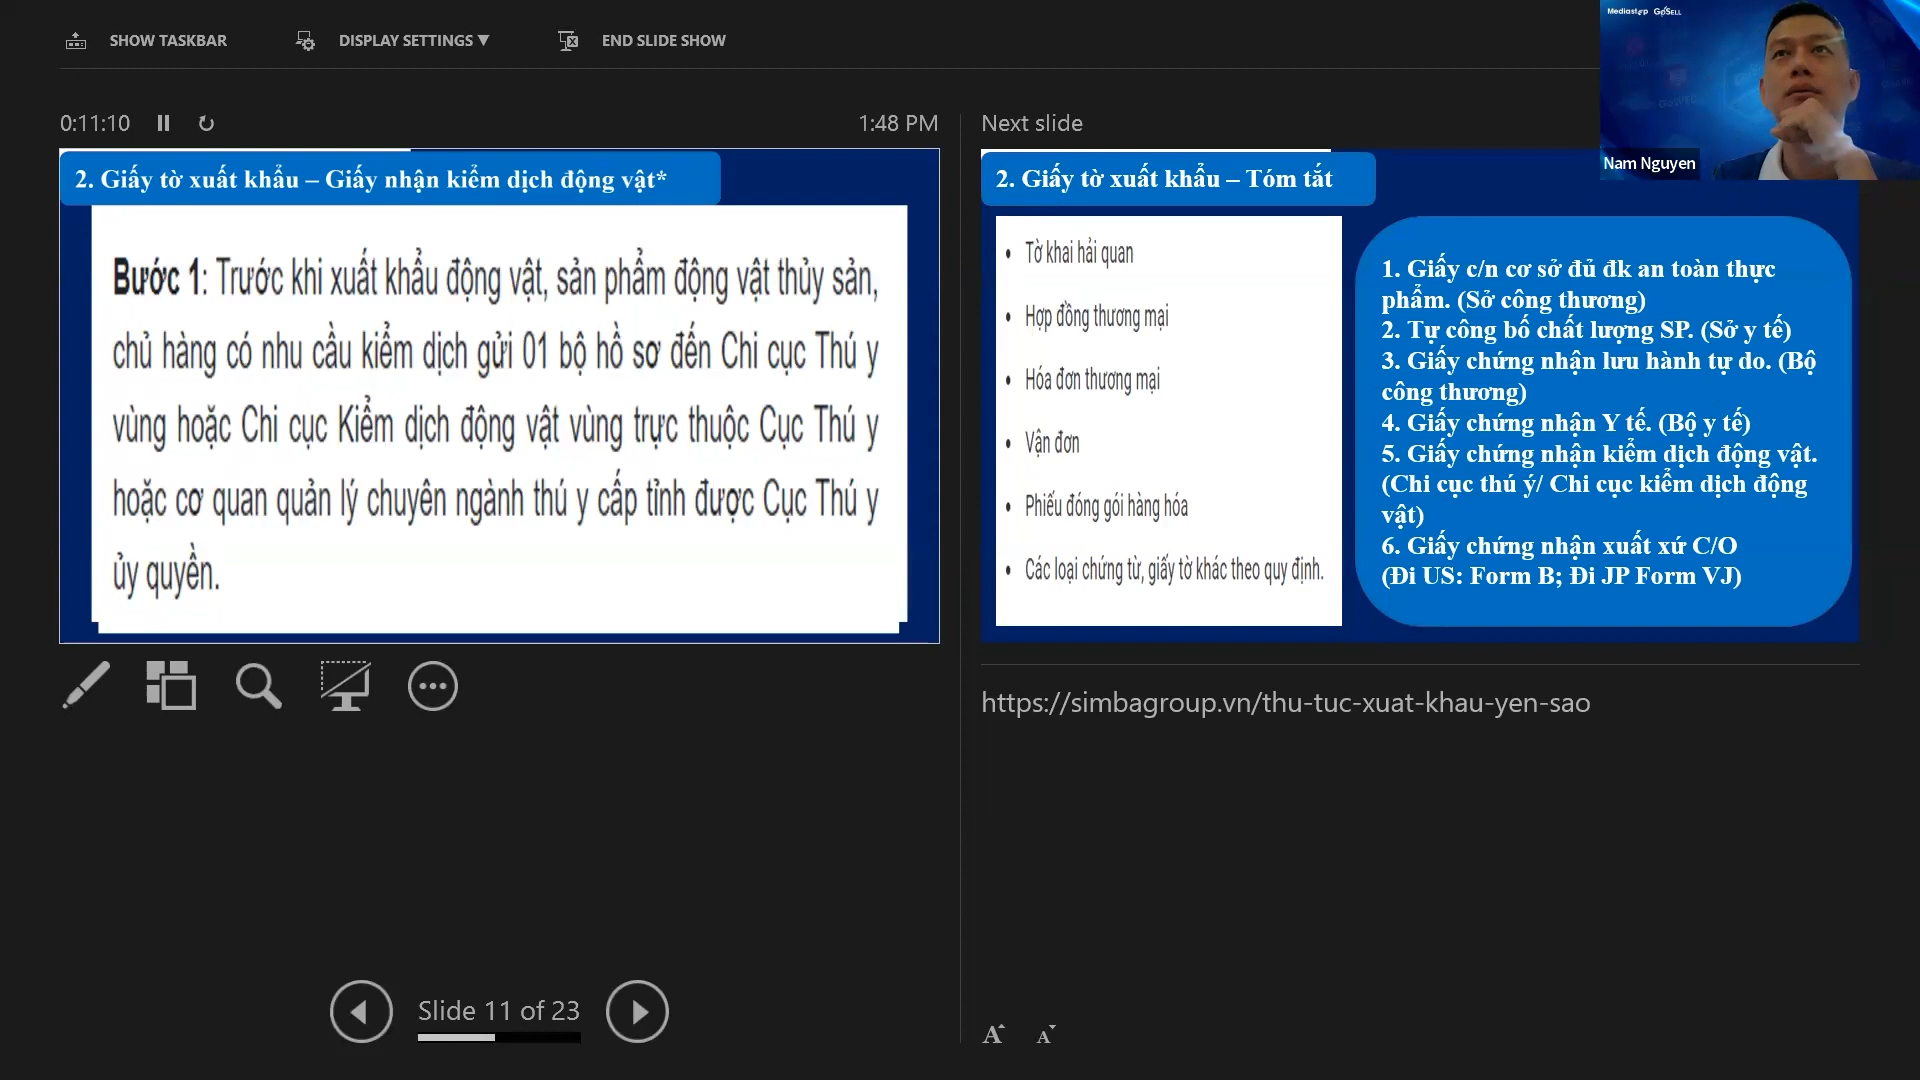 SHOW TASKBAR
DISPLAY SETTINGS ▼
END SLIDE SHOW
Mediastep GoSELL
Nam Nguyen
0:11:10
1:48 PM
2. Giấy tờ xuất khẩu – Giấy nhận kiểm dịch động vật*
Bước 1: Trước khi xuất khẩu động vật, sản phẩm động vật thủy sản,
chủ hàng có nhu cầu kiểm dịch gửi 01 bộ hồ sơ đến Chi cục Thú y
vùng hoặc Chi cục Kiểm dịch động vật vùng trực thuộc Cục Thú y
hoặc cơ quan quản lý chuyên ngành thú y cấp tỉnh được Cục Thú y
ủy quyền.
Next slide
2. Giấy tờ xuất khẩu – Tóm tắt
• Tờ khai hải quan
• Hợp đồng thương mại
• Hóa đơn thương mại
• Vận đơn
• Phiếu đóng gói hàng hóa
• Các loại chứng từ, giấy tờ khác theo quy định.
1. Giấy c/n cơ sở đủ đk an toàn thực
phẩm. (Sở công thương)
2. Tự công bố chất lượng SP. (Sở y tế)
3. Giấy chứng nhận lưu hành tự do. (Bộ
công thương)
4. Giấy chứng nhận Y tế. (Bộ y tế)
5. Giấy chứng nhận kiểm dịch động vật.
(Chi cục thú ý/ Chi cục kiểm dịch động
vật)
6. Giấy chứng nhận xuất xứ C/O
(Đi US: Form B; Đi JP Form VJ)
https://simbagroup.vn/thu-tuc-xuat-khau-yen-sao
Slide 11 of 23
A A